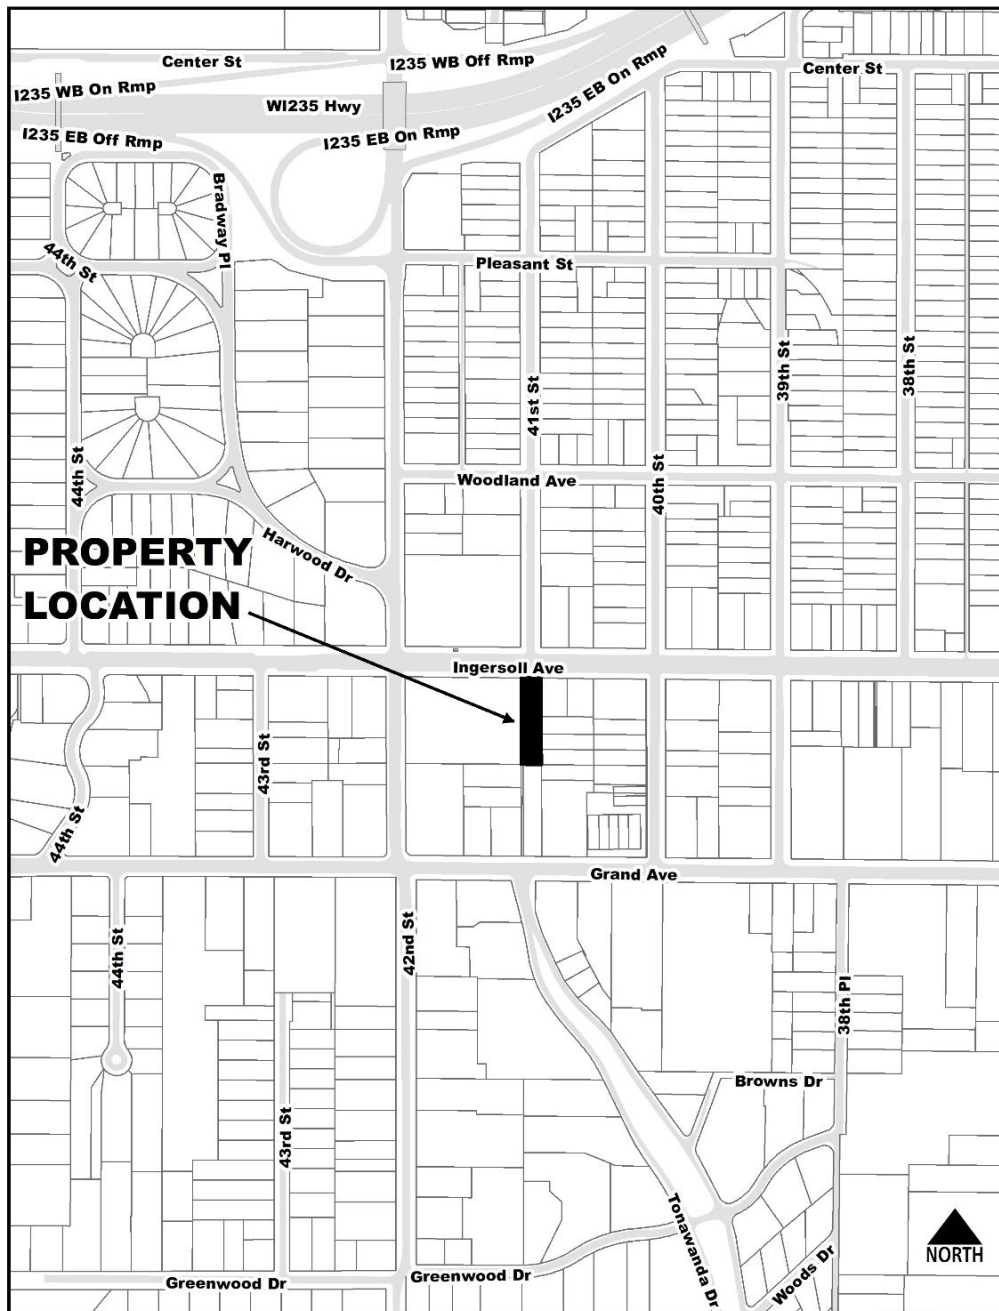 Center St
I235 WB Off Rmp
Center St
I235 WB On Rmp
WI235 Hwy
I235 EB On Rmp
I235 EB Off Rmp
I235 EB On Rmp
Bradway Pl
44th St
Pleasant St
39th St
38th St
41st St
44th St
Woodland Ave
40th St
PROPERTY
LOCATION
Harwood Dr
Ingersoll Ave
43rd St
44th St
Grand Ave
44th St
42nd St
38th Pl
Browns Dr
43rd St
Tonawanda Dr
NORTH
Woods Dr
Greenwood Dr
Greenwood Dr